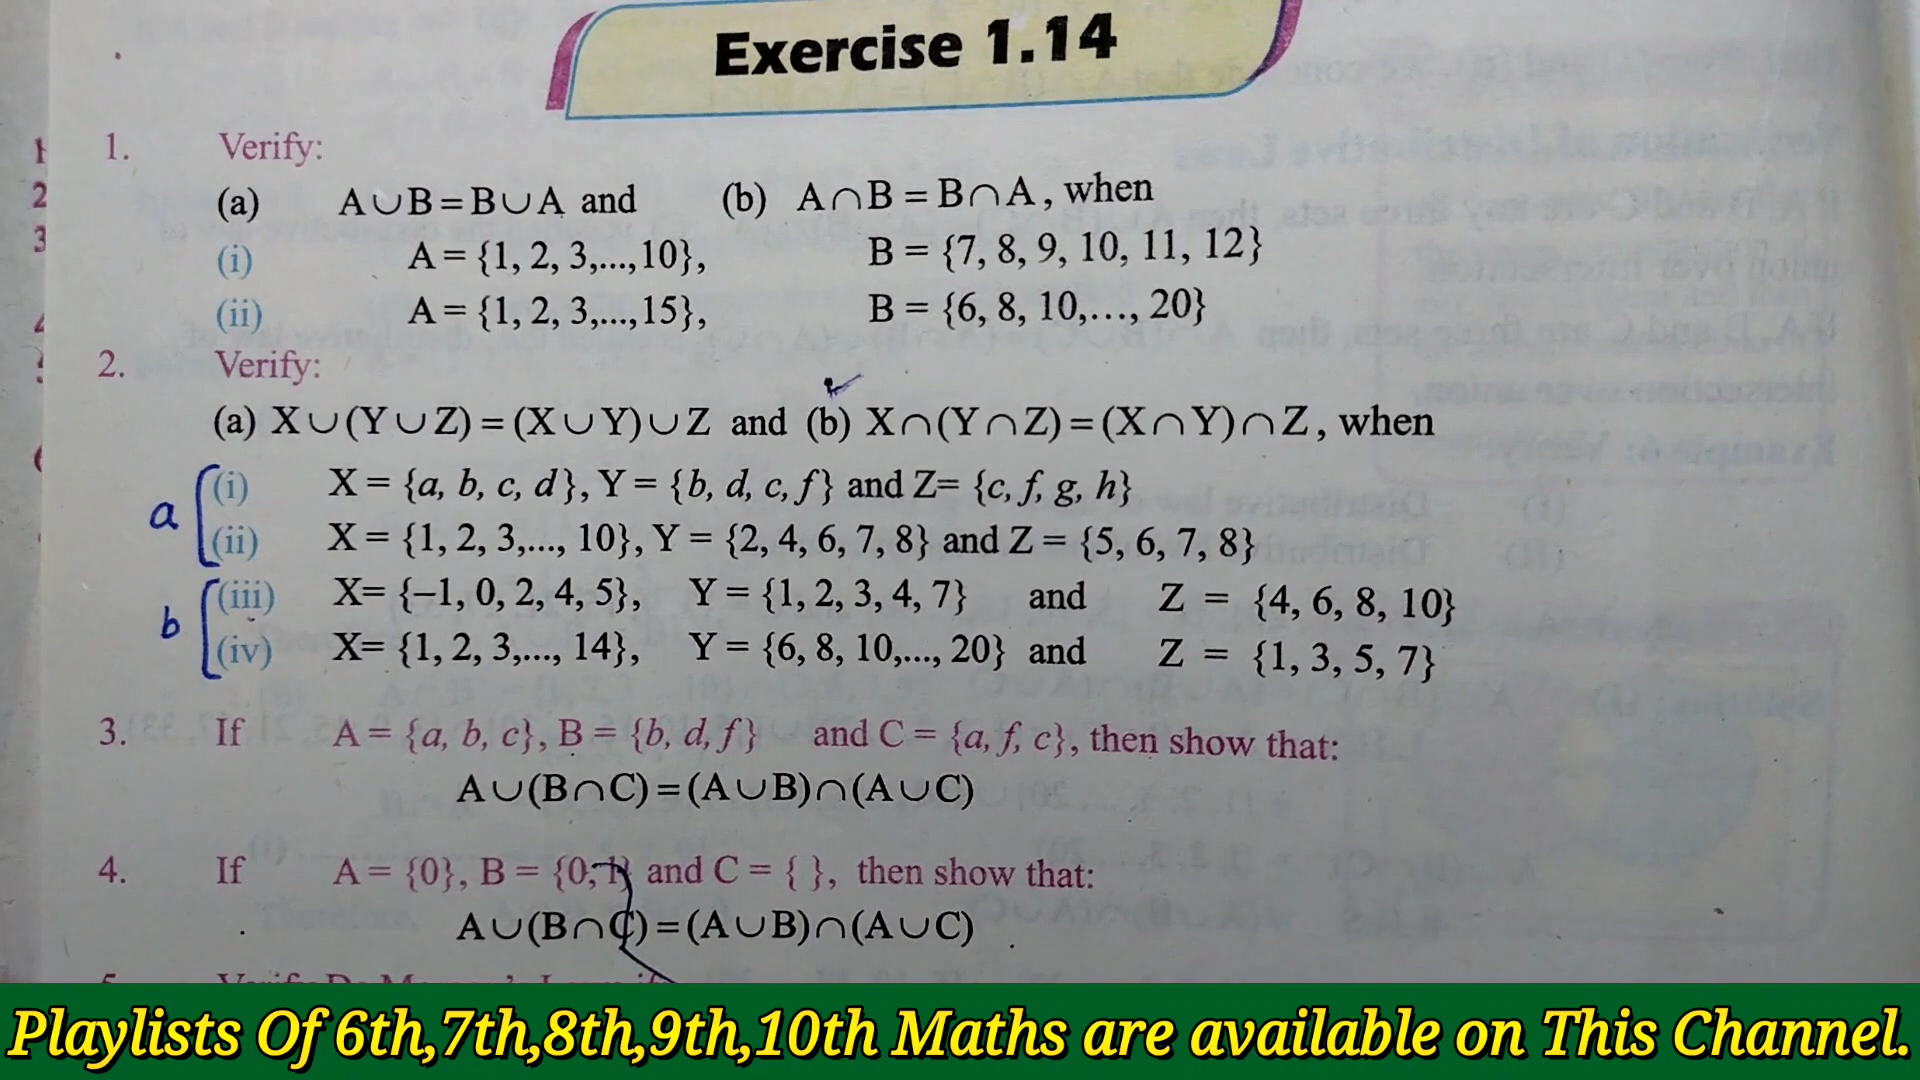 Exercise 1.14
1. Verify:
(a) A∪B=B∪A and (b) A∩B = B∩A, when
(i) A = {1, 2, 3,...,10}, B = {7, 8, 9, 10, 11, 12}
(ii) A = {1, 2, 3,...,15}, B = {6, 8, 10,..., 20}
2. Verify:
(a) X∪(Y∪Z)=(X∪Y)∪Z and (b) X∩(Y∩Z)=(X∩Y)∩Z, when
a
(i) X = {a, b, c, d}, Y = {b, d, c, f} and Z= {c, f, g, h}
(ii) X = {1, 2, 3,..., 10}, Y = {2, 4, 6, 7, 8} and Z = {5, 6, 7, 8}
b
(iii) X= {–1, 0, 2, 4, 5}, Y = {1, 2, 3, 4, 7} and Z = {4, 6, 8, 10}
(iv) X= {1, 2, 3,..., 14}, Y = {6, 8, 10,..., 20} and Z = {1, 3, 5, 7}
3. If A = {a, b, c}, B = {b, d, f} and C = {a, f, c}, then show that:
A∪(B∩C)=(A∪B)∩(A∪C)
4. If A = {0}, B = {0, 1} and C = { }, then show that:
A∪(B∩C)=(A∪B)∩(A∪C)
Playlists Of 6th,7th,8th,9th,10th Maths are available on This Channel.